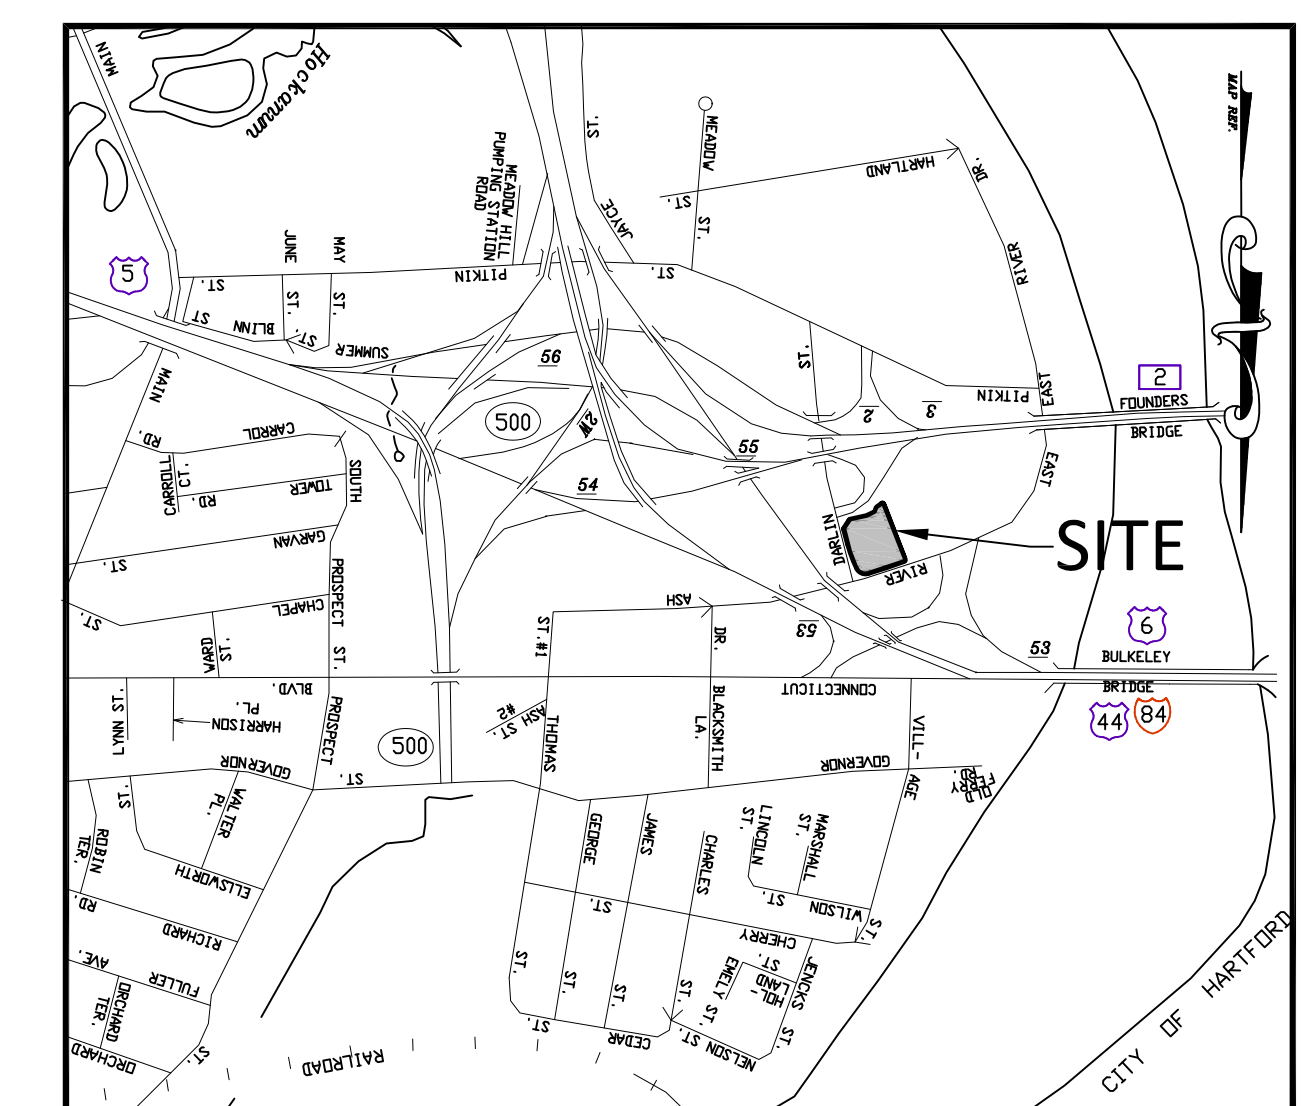 MAIN
Hockanum
MAP REF.
ST.
MEADOW
ST.
HARTLAND
ST.
DR.
RIVER
EAST
MEADOW HILL
PUMPING STATION
ROAD
JAYCE
JUNE
ST.
MAY
ST.
5
PITKIN
ST.
ST.
ST
BLINN
ST.
SUMMER
56
500
2W
55
54
ST.
2
3
PITKIN
2
FOUNDERS
BRIDGE
EAST
MAIN
RD.
CARROL
CARROLL
CT.
SOUTH
TOWER
RD.
GARVAN
ST.
PROSPECT
ST.
CHAPEL
ST.
WARD
ST.
DARLIN
RIVER
SITE
ASH
ST.#1
DR.
53
53
6
BULKELEY
BRIDGE
44
84
BLVD.
CONNECTICUT
LYNN ST.
HARRISON
PL.
PROSPECT
500
ASH ST.
#2
THOMAS
BLACKSMITH
LA.
VILL-
AGE
GOVERNOR
ST.
GOVERNOR
OLD
FERRY
RD.
ST.
WALTER
PL.
ROBIN
TER.
ELLSWORTH
GEORGE
JAMES
CHARLES
LINCOLN
ST.
MARSHALL
ST.
RD.
RICHARD
ST.
ST.
WILSON
ST.
CHERRY
ST.
AVE.
FULLER
ST.
ST.
ST.
ST.
EMELY ST.
HOL-
LAND
JENCKS
ST.
ORCHARD
TER.
ORCHARD
ST.
ST.
CEDAR
NELSON ST.
RAILROAD
CITY OF HARTFORD